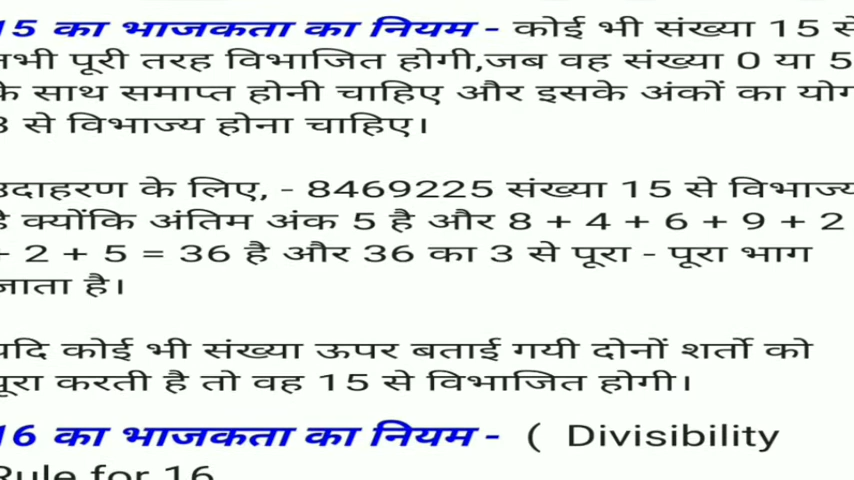 15 का भाजकता का नियम - कोई भी संख्या 15 से
तभी पूरी तरह विभाजित होगी,जब वह संख्या 0 या 5
के साथ समाप्त होनी चाहिए और इसके अंकों का योग
3 से विभाज्य होना चाहिए।
उदाहरण के लिए, - 8469225 संख्या 15 से विभाज्य
है क्योंकि अंतिम अंक 5 है और 8 + 4 + 6 + 9 + 2
+ 2 + 5 = 36 है और 36 का 3 से पूरा - पूरा भाग
जाता है।
यदि कोई भी संख्या ऊपर बताई गयी दोनों शर्तो को
पूरा करती है तो वह 15 से विभाजित होगी।
16 का भाजकता का नियम - ( Divisibility
Rule for 16